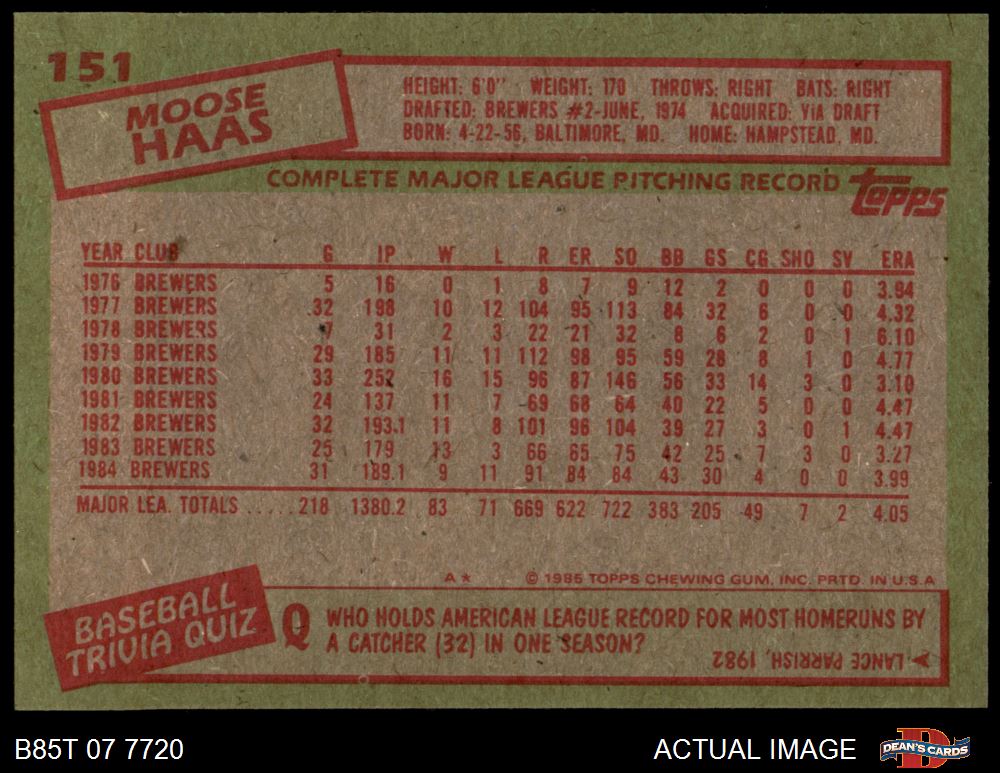 151
MOOSE
HAAS
HEIGHT: 6'0" WEIGHT: 170 THROWS: RIGHT BATS: RIGHT
DRAFTED: BREWERS #2-JUNE, 1974 ACQUIRED: VIA DRAFT
BORN: 4-22-56, BALTIMORE, MD. HOME: HAMPSTEAD, MD.
COMPLETE MAJOR LEAGUE PITCHING RECORD topps
YEAR CLUB G IP W L R ER SO BB GS CG SHO SV ERA
1976 BREWERS 5 16 0 1 8 7 9 12 2 0 0 0 3.94
1977 BREWERS 32 198 10 12 104 95 113 84 32 6 0 0 4.32
1978 BREWERS 7 31 2 3 22 21 32 8 6 2 0 1 6.10
1979 BREWERS 29 185 11 11 112 98 95 59 28 8 1 0 4.77
1980 BREWERS 33 252 16 15 96 87 146 56 33 14 3 0 3.10
1981 BREWERS 24 137 11 7 69 68 64 40 22 5 0 0 4.47
1982 BREWERS 32 193.1 11 8 101 96 104 39 27 3 0 1 4.47
1983 BREWERS 25 179 13 3 66 65 75 42 25 7 3 0 3.27
1984 BREWERS 31 189.1 9 11 91 84 84 43 30 4 0 0 3.99
MAJOR LEA. TOTALS ..... 218 1380.2 83 71 669 622 722 383 205 49 7 2 4.05
A* © 1985 TOPPS CHEWING GUM, INC. PRTD. IN U.S.A
BASEBALL
TRIVIA QUIZ
Q WHO HOLDS AMERICAN LEAGUE RECORD FOR MOST HOMERUNS BY
A CATCHER (32) IN ONE SEASON?
LANCE PARRISH, 1982
B85T 07 7720 ACTUAL IMAGE DEAN'S CARDS